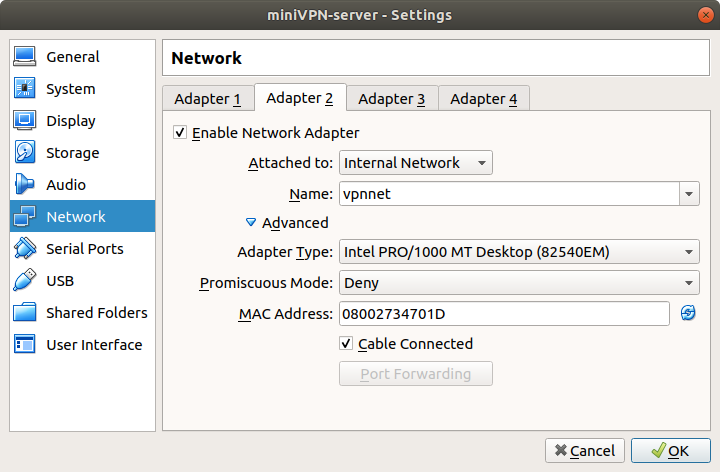 miniVPN-server - Settings
General
System
Display
Storage
Audio
Network
Serial Ports
USB
Shared Folders
User Interface
Network
Adapter 1
Adapter 2
Adapter 3
Adapter 4
Enable Network Adapter
Attached to: Internal Network
Name: vpnnet
Advanced
Adapter Type: Intel PRO/1000 MT Desktop (82540EM)
Promiscuous Mode: Deny
MAC Address: 08002734701D
Cable Connected
Port Forwarding
Cancel
OK